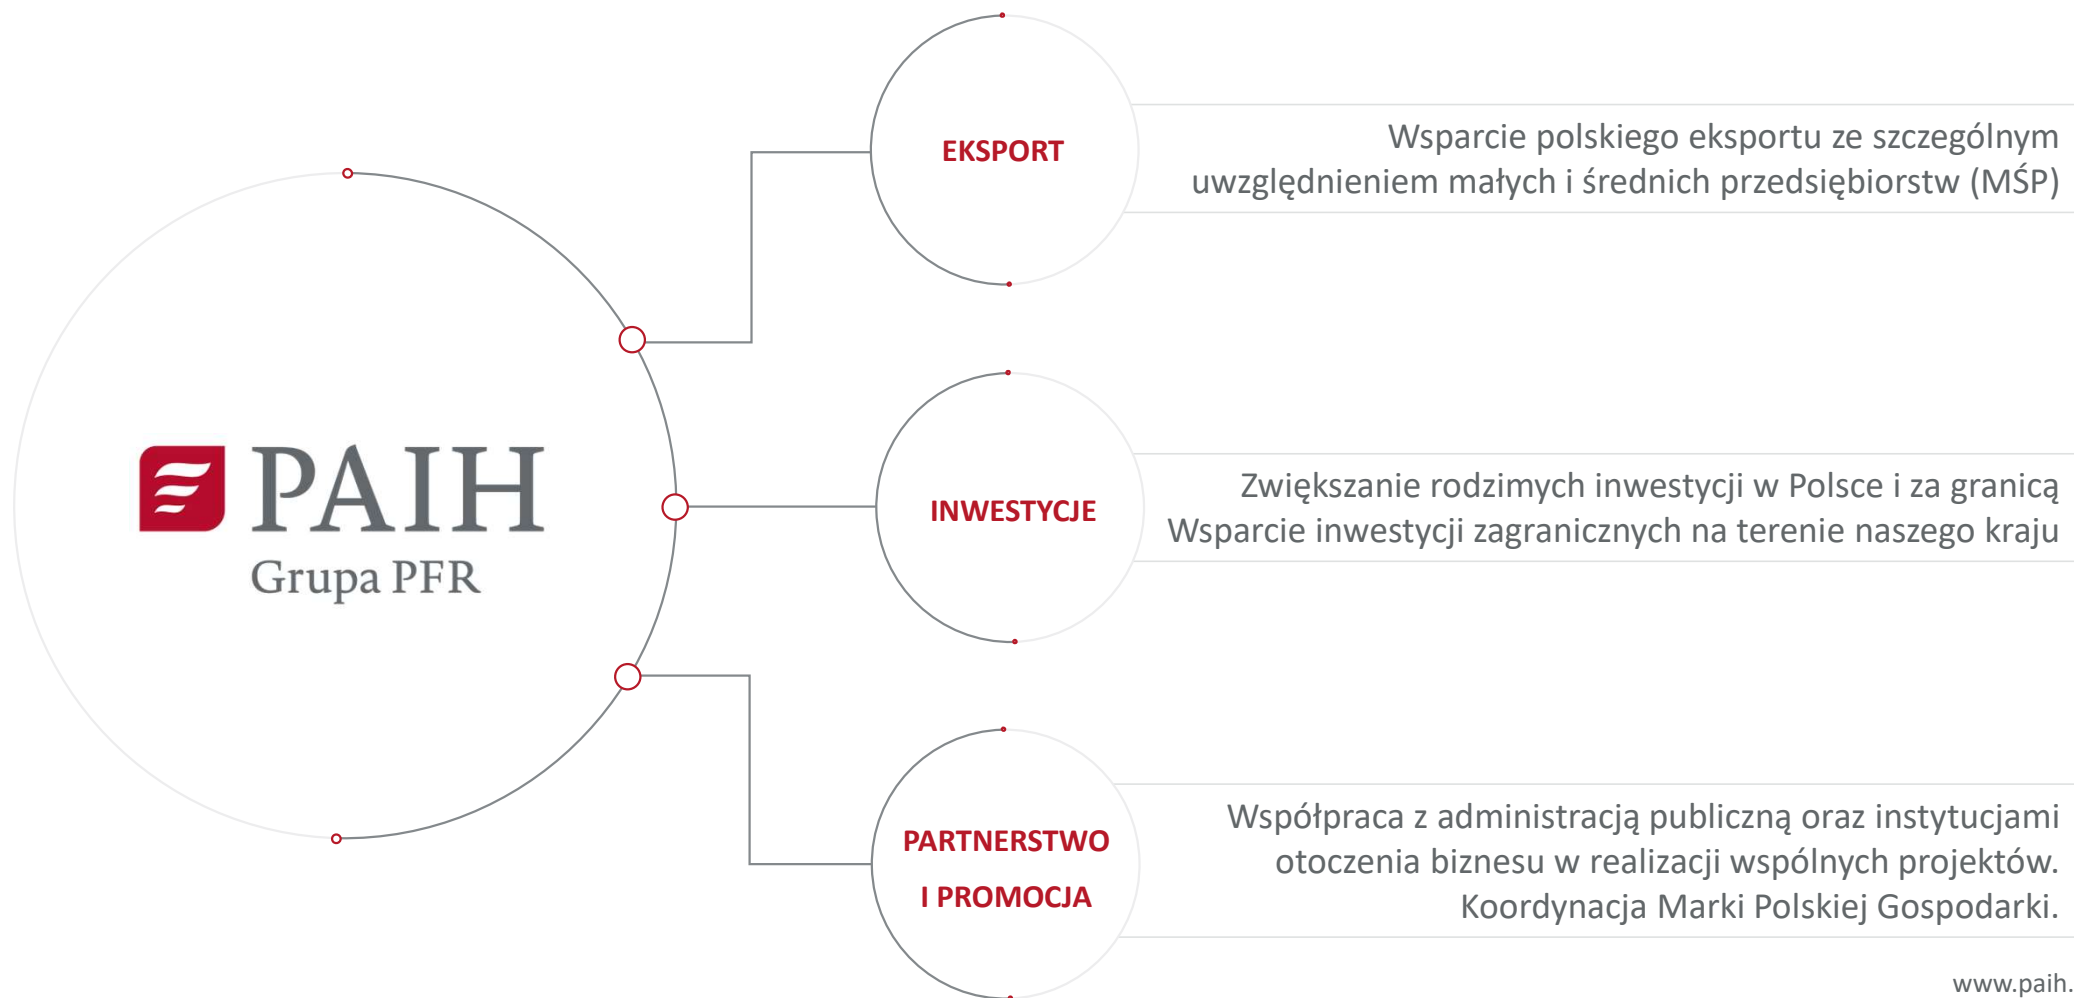 PAIH
Grupa PFR
EKSPORT
Wsparcie polskiego eksportu ze szczególnym
uwzględnieniem małych i średnich przedsiębiorstw (MŚP)
INWESTYCJE
Zwiększanie rodzimych inwestycji w Polsce i za granicą
Wsparcie inwestycji zagranicznych na terenie naszego kraju
PARTNERSTWO
I PROMOCJA
Współpraca z administracją publiczną oraz instytucjami
otoczenia biznesu w realizacji wspólnych projektów.
Koordynacja Marki Polskiej Gospodarki.
www.paih.